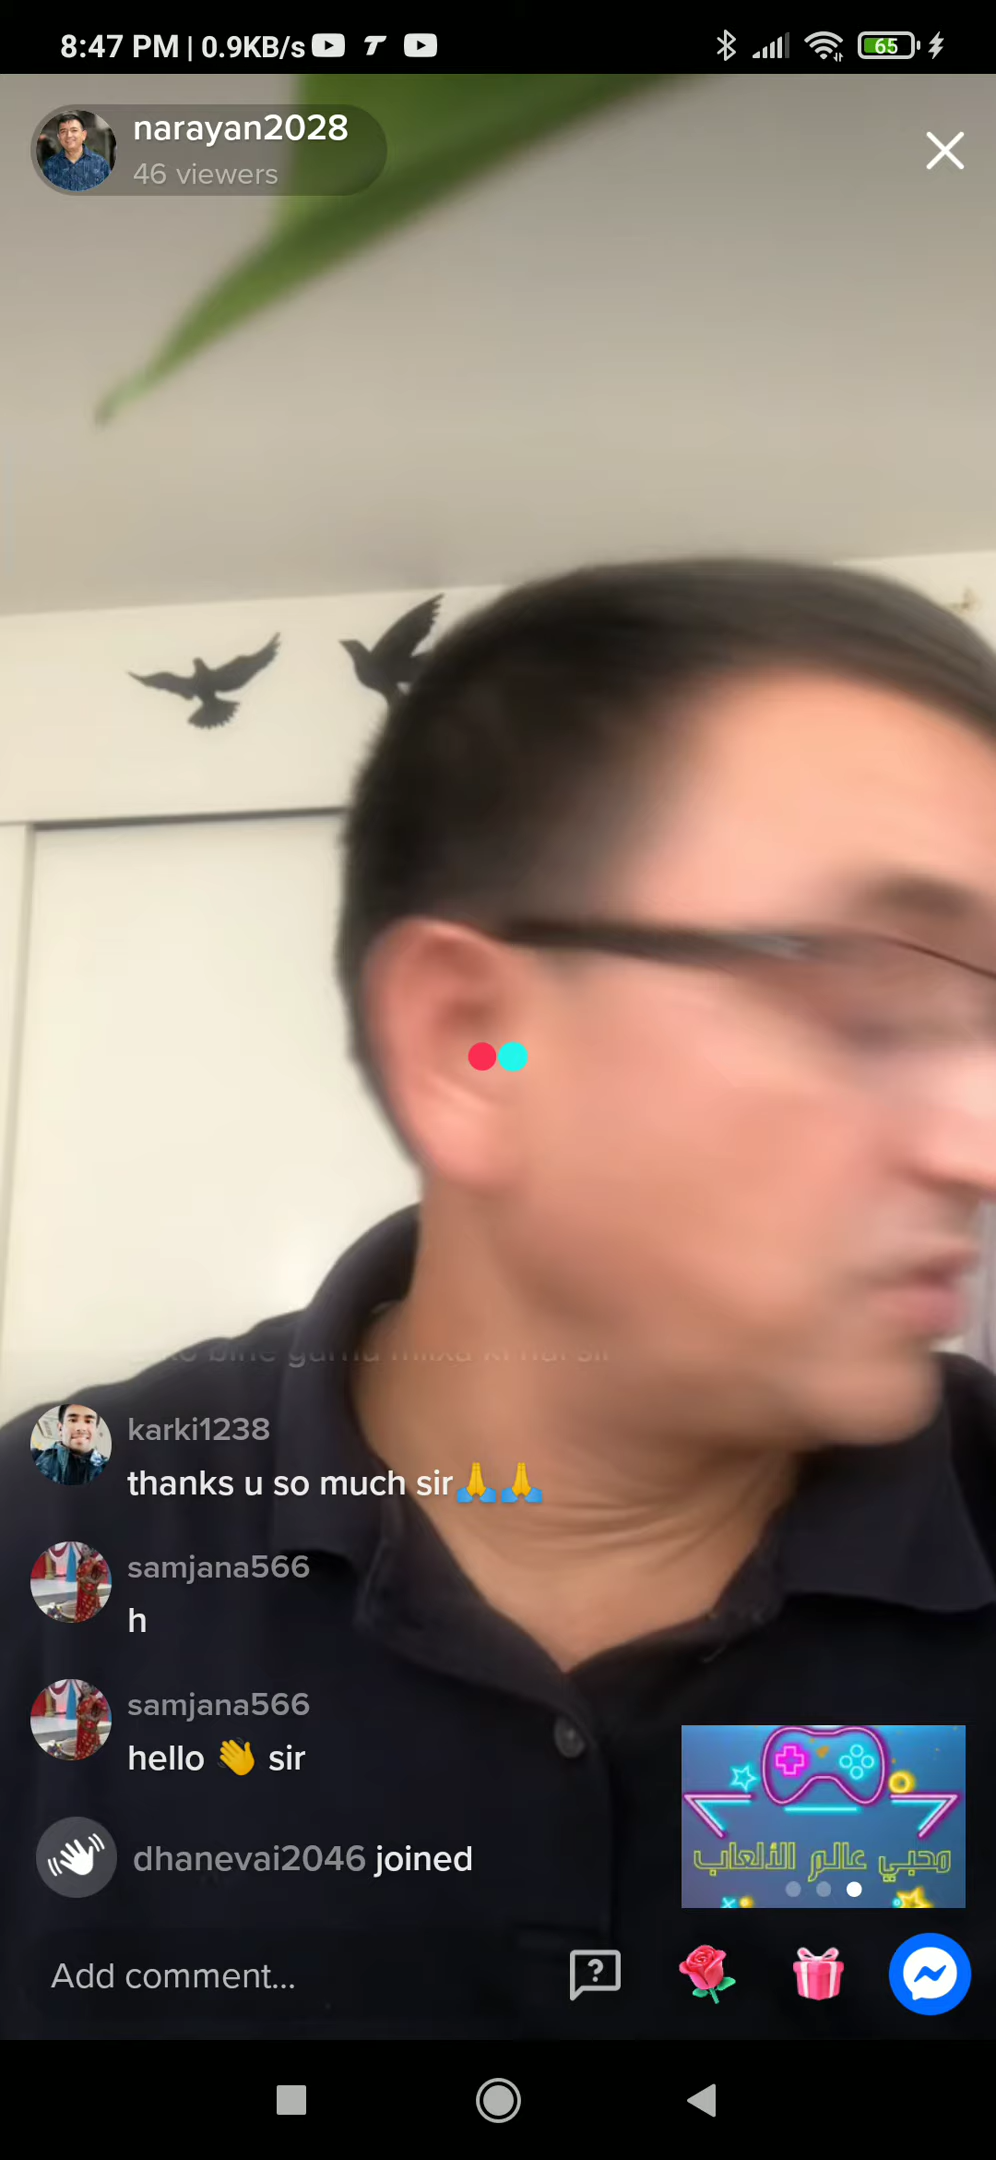 8:47 PM | 0.9KB/s
65
narayan2028
46 viewers
karki1238
thanks u so much sir🙏🙏
samjana566
h
samjana566
hello 👋 sir
dhanevai2046 joined
محبي عالم الألعاب
Add comment...